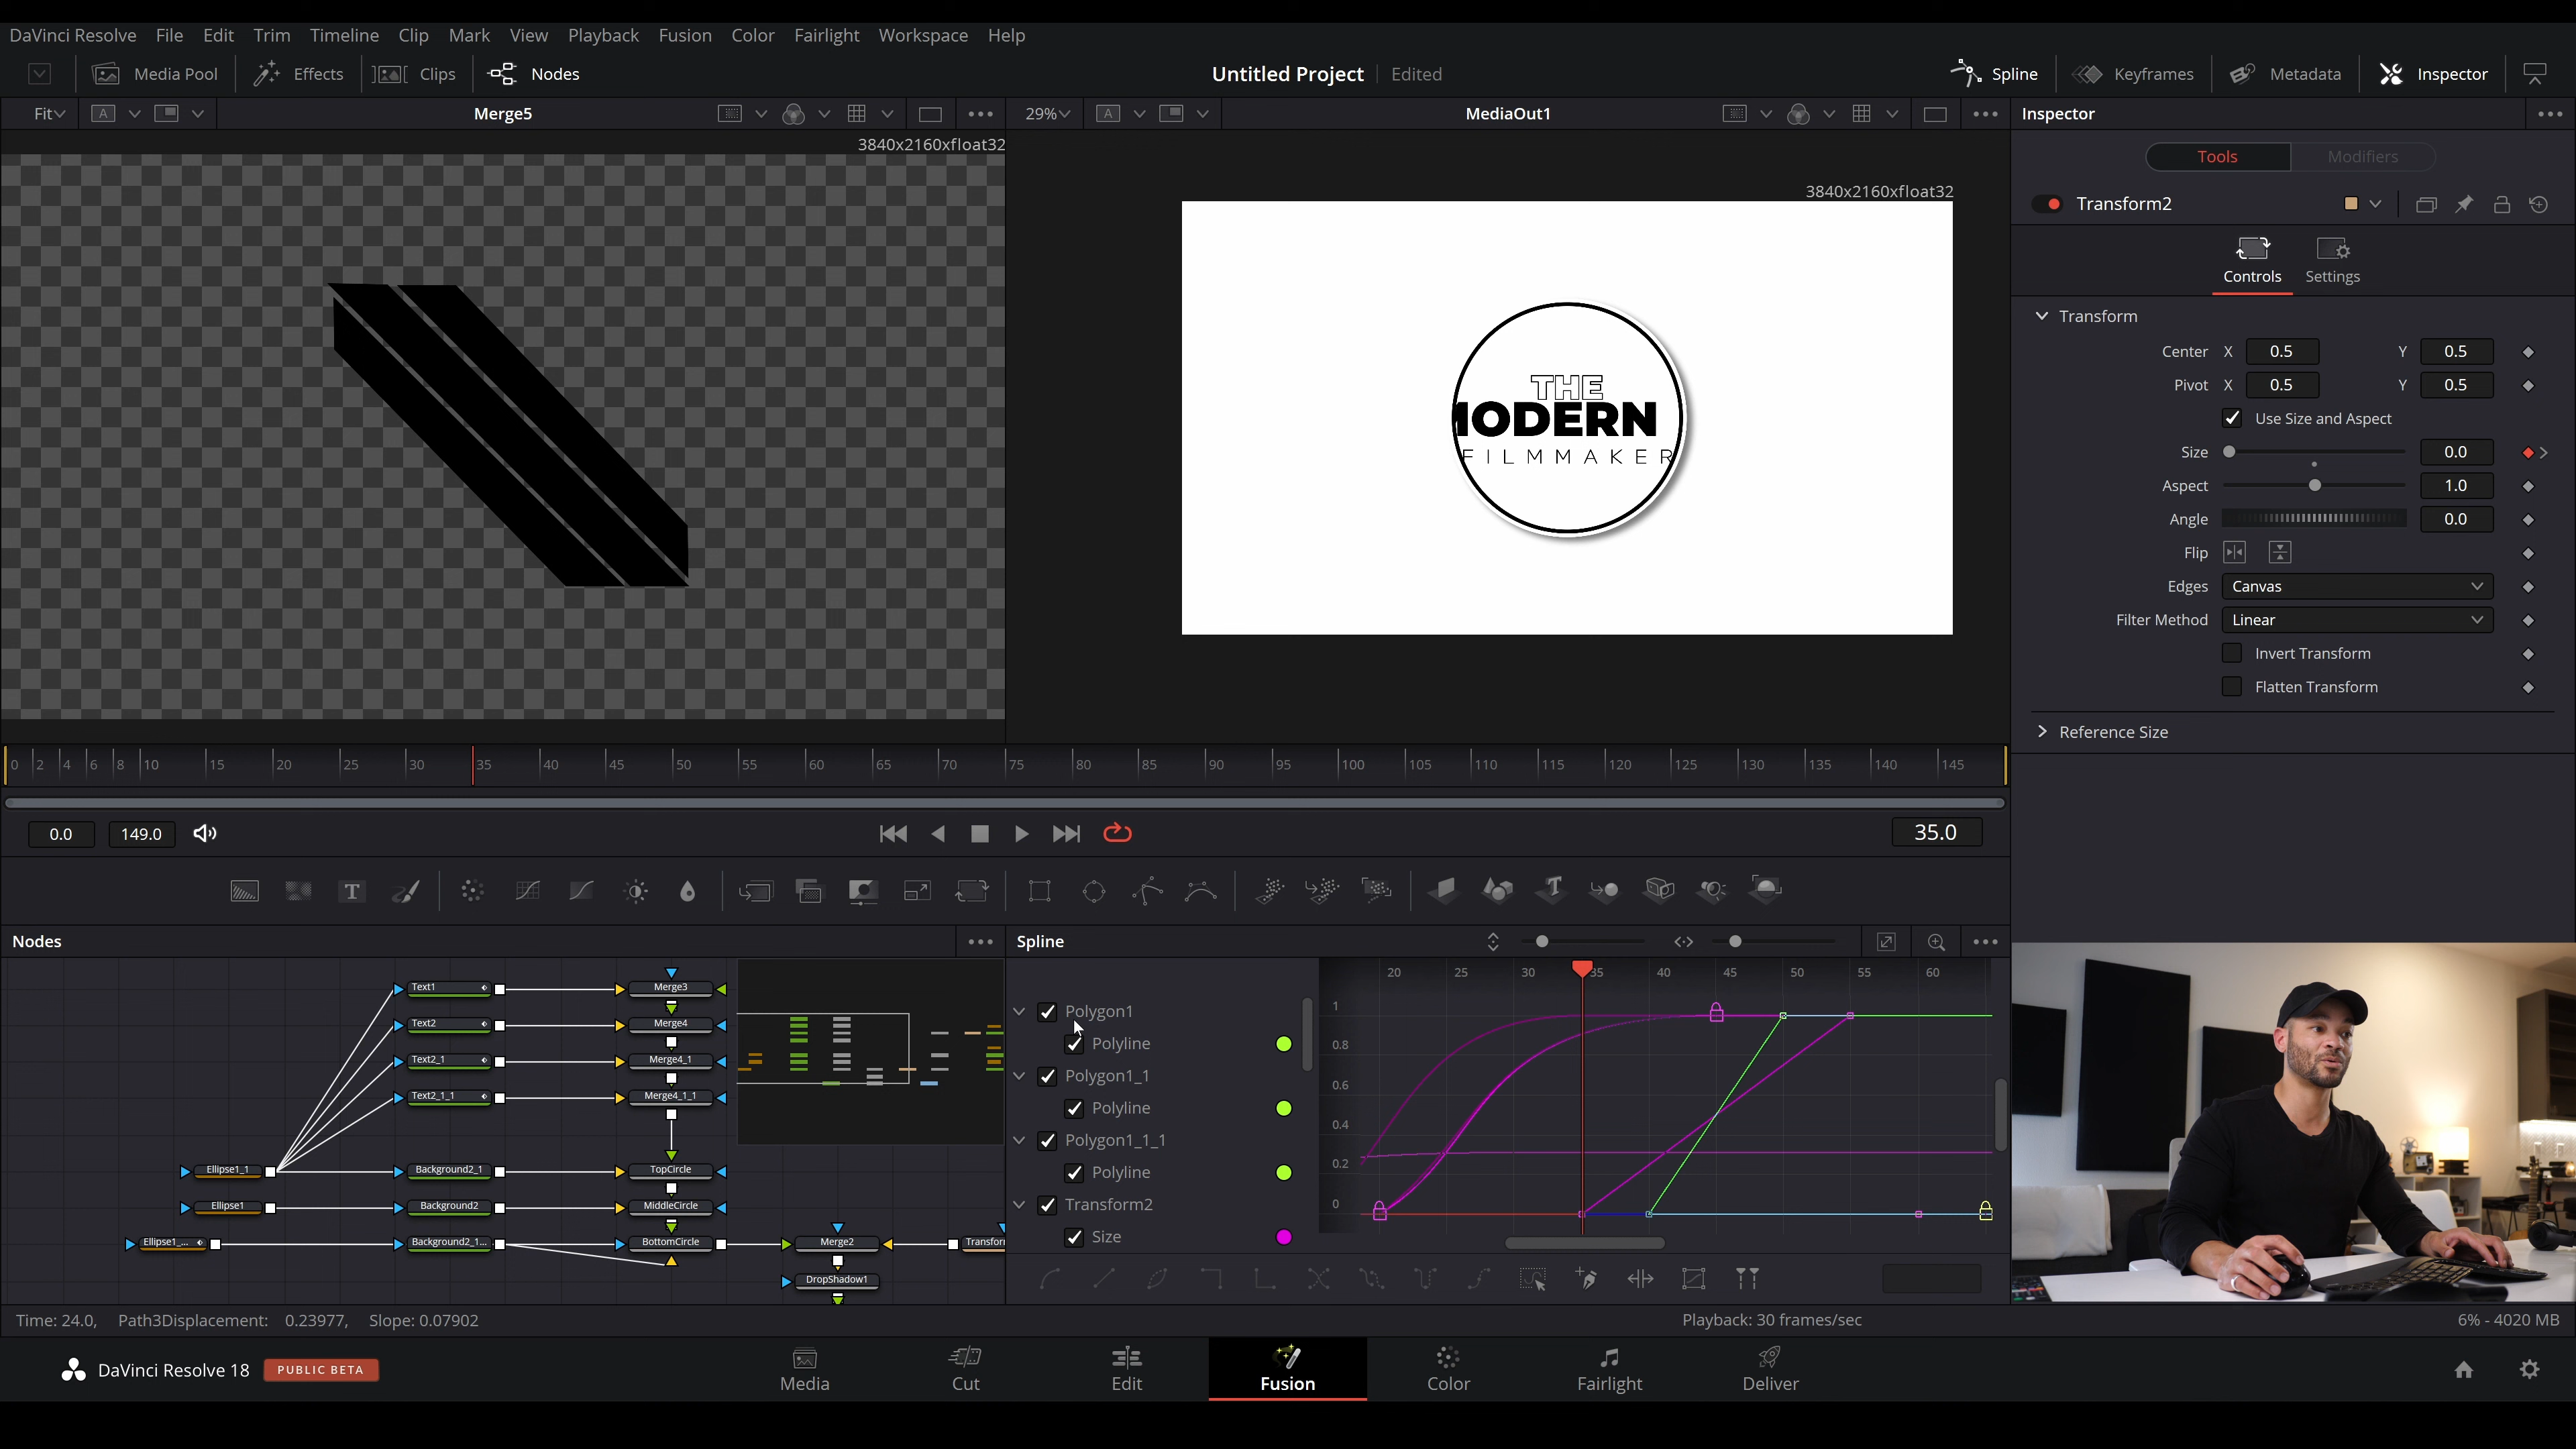 DaVinci Resolve File Edit Trim Timeline Clip Mark View Playback Fusion Color Fairlight Workspace Help
Media Pool Effects Clips Nodes Untitled Project Edited Spline Keyframes Metadata Inspector
Fit A Merge5 29% A MediaOut1 Inspector
3840x2160xfloat32
3840x2160xfloat32
THE
MODERN
FILMMAKER
Tools Modifiers
Transform2
Controls Settings
Transform
Center X 0.5 Y 0.5
Pivot X 0.5 Y 0.5
Use Size and Aspect
Size 0.0
Aspect 1.0
Angle 0.0
Flip
Edges Canvas
Filter Method Linear
Invert Transform
Flatten Transform
Reference Size
0 2 4 6 8 10 15 20 25 30 35 40 45 50 55 60 65 70 75 80 85 90 95 100 105 110 115 120 125 130 135 140 145
0.0 149.0 35.0
T T
Nodes
Text1 Merge3
Text2 Merge4
Text2_1 Merge4_1
Text2_1_1 Merge4_1_1
Ellipse1_1 Background2_1 TopCircle
Ellipse1 Background2 MiddleCircle
Ellipse1_... Background2_1... BottomCircle Merge2 Transform
DropShadow1
Spline
20 25 30 35 40 45 50 55 60
1
0.8
0.6
0.4
0.2
0
Polygon1
Polyline
Polygon1_1
Polyline
Polygon1_1_1
Polyline
Transform2
Size
Time: 24.0, Path3Displacement: 0.23977, Slope: 0.07902 Playback: 30 frames/sec 6% - 4020 MB
DaVinci Resolve 18 PUBLIC BETA Media Cut Edit Fusion Color Fairlight Deliver